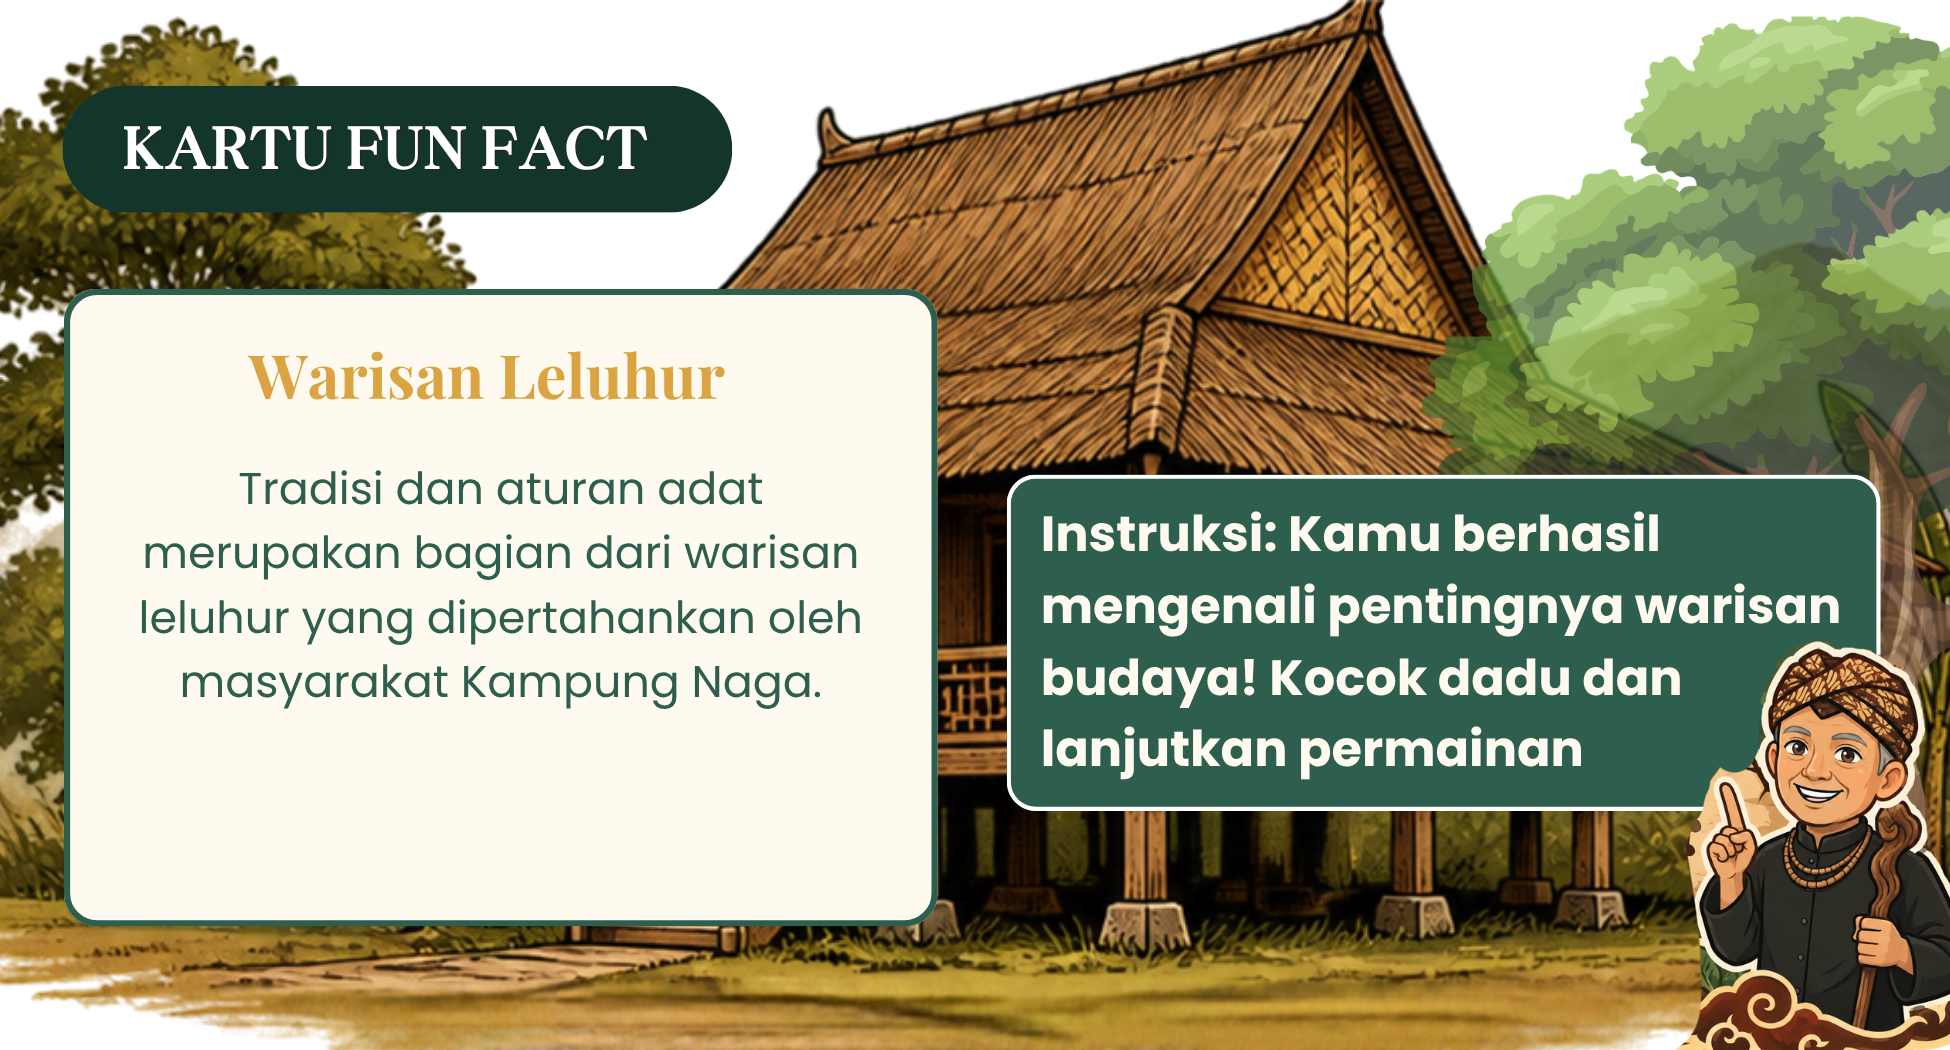 KARTU FUN FACT
Warisan Leluhur
Tradisi dan aturan adat
merupakan bagian dari warisan
leluhur yang dipertahankan oleh
masyarakat Kampung Naga.
Instruksi: Kamu berhasil
mengenali pentingnya warisan
budaya! Kocok dadu dan
lanjutkan permainan